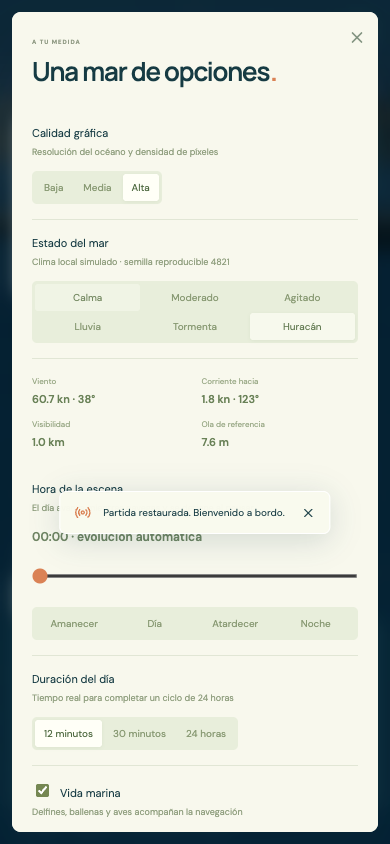 A TU MEDIDA
Una mar de opciones.
Calidad gráfica
Resolución del océano y densidad de píxeles
Baja Media Alta
Estado del mar
Clima local simulado · semilla reproducible 4821
Calma Moderado Agitado
Lluvia Tormenta Huracán
Viento Corriente hacia
60.7 kn · 38° 1.8 kn · 123°
Visibilidad Ola de referencia
1.0 km 7.6 m
Hora de la escena
El día
Partida restaurada. Bienvenido a bordo.
00:00 · evolución automática
Amanecer Día Atardecer Noche
Duración del día
Tiempo real para completar un ciclo de 24 horas
12 minutos 30 minutos 24 horas
Vida marina
Delfines, ballenas y aves acompañan la navegación